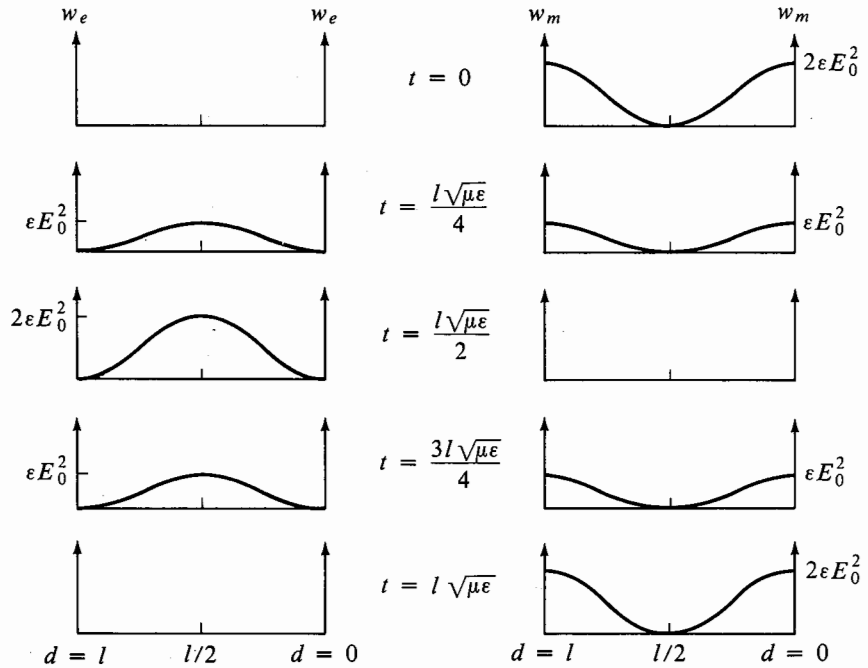 w_e w_e w_m w_m
t = 0 2εE_0^2
εE_0^2 t = l√με/4 εE_0^2
2εE_0^2 t = l√με/2
εE_0^2 t = 3l√με/4 εE_0^2
t = l√με 2εE_0^2
d = l l/2 d = 0 d = l l/2 d = 0